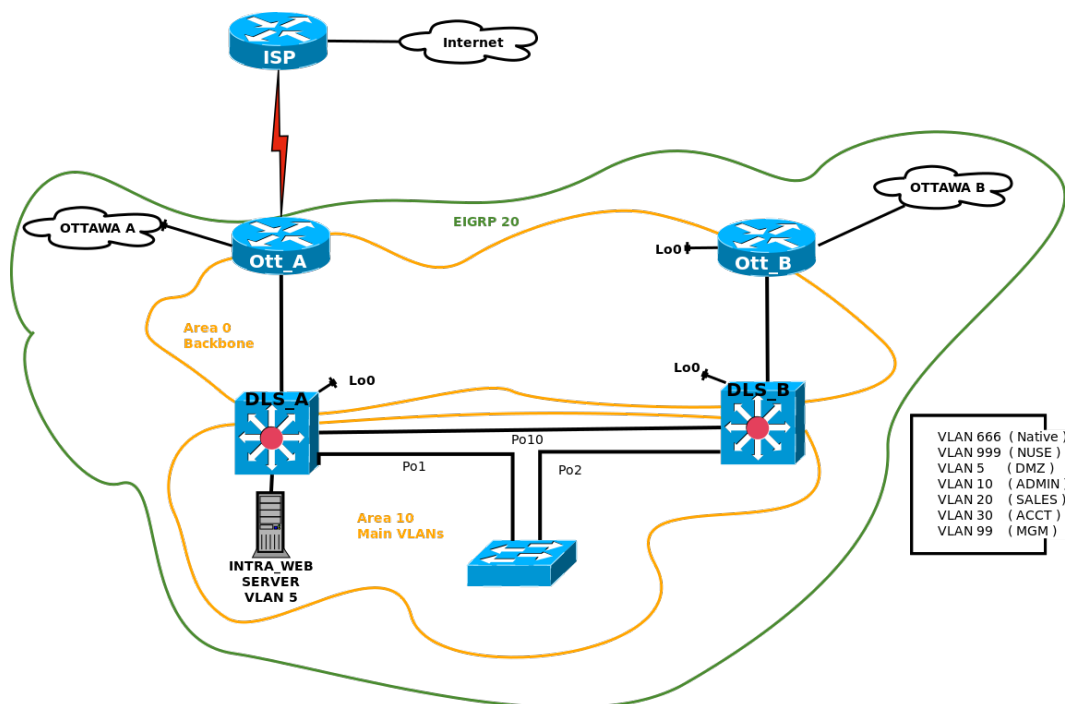 Internet
ISP
OTTAWA B
OTTAWA A
EIGRP 20
Lo0
Ott_A
Ott_B
Area 0
Backbone
Lo0
Lo0
DLS_A
DLS_B
Po10
Po1
Po2
VLAN 666 ( Native )
VLAN 999 ( NUSE )
VLAN 5 ( DMZ )
VLAN 10 ( ADMIN )
VLAN 20 ( SALES )
VLAN 30 ( ACCT )
VLAN 99 ( MGM )
Area 10
Main VLANs
INTRA_WEB
SERVER
VLAN 5